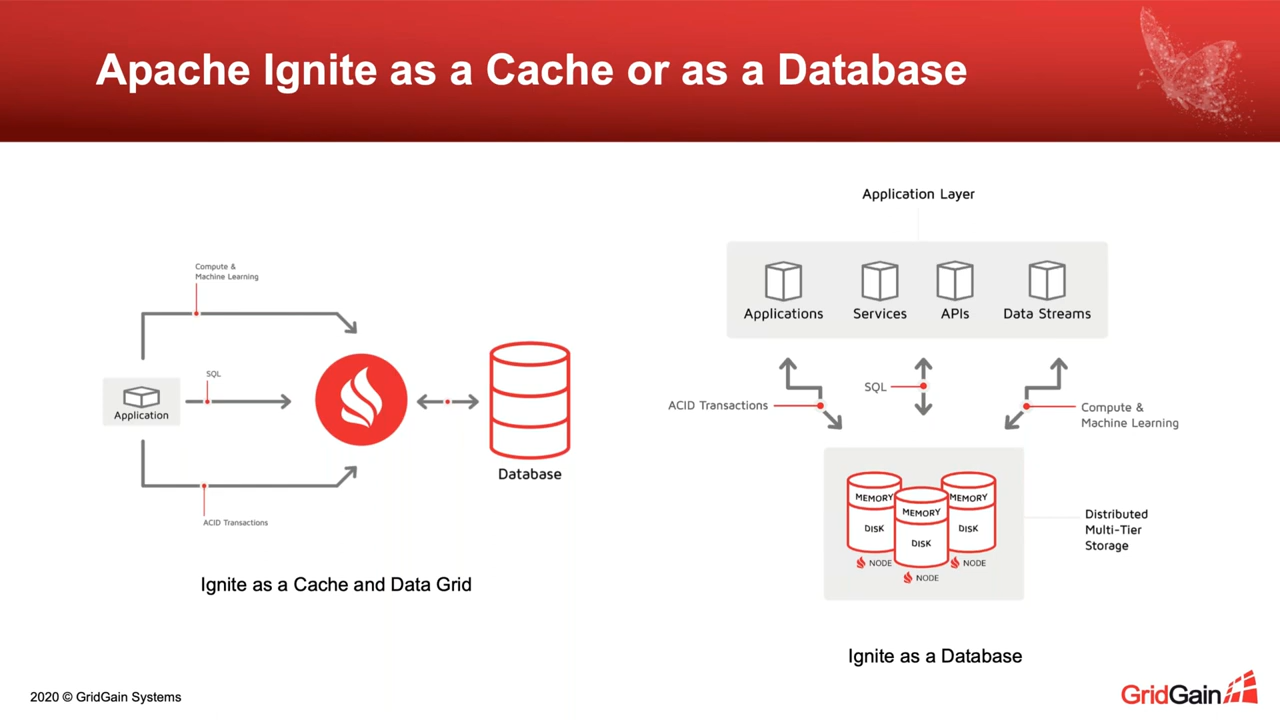 Apache Ignite as a Cache or as a Database
Compute &
Machine Learning
SQL
Application
ACID Transactions
Database
Ignite as a Cache and Data Grid
Application Layer
Applications
Services
APIs
Data Streams
ACID Transactions
SQL
Compute &
Machine Learning
MEMORY
DISK
NODE
MEMORY
DISK
NODE
MEMORY
DISK
NODE
Distributed
Multi-Tier
Storage
Ignite as a Database
2020 © GridGain Systems
GridGain